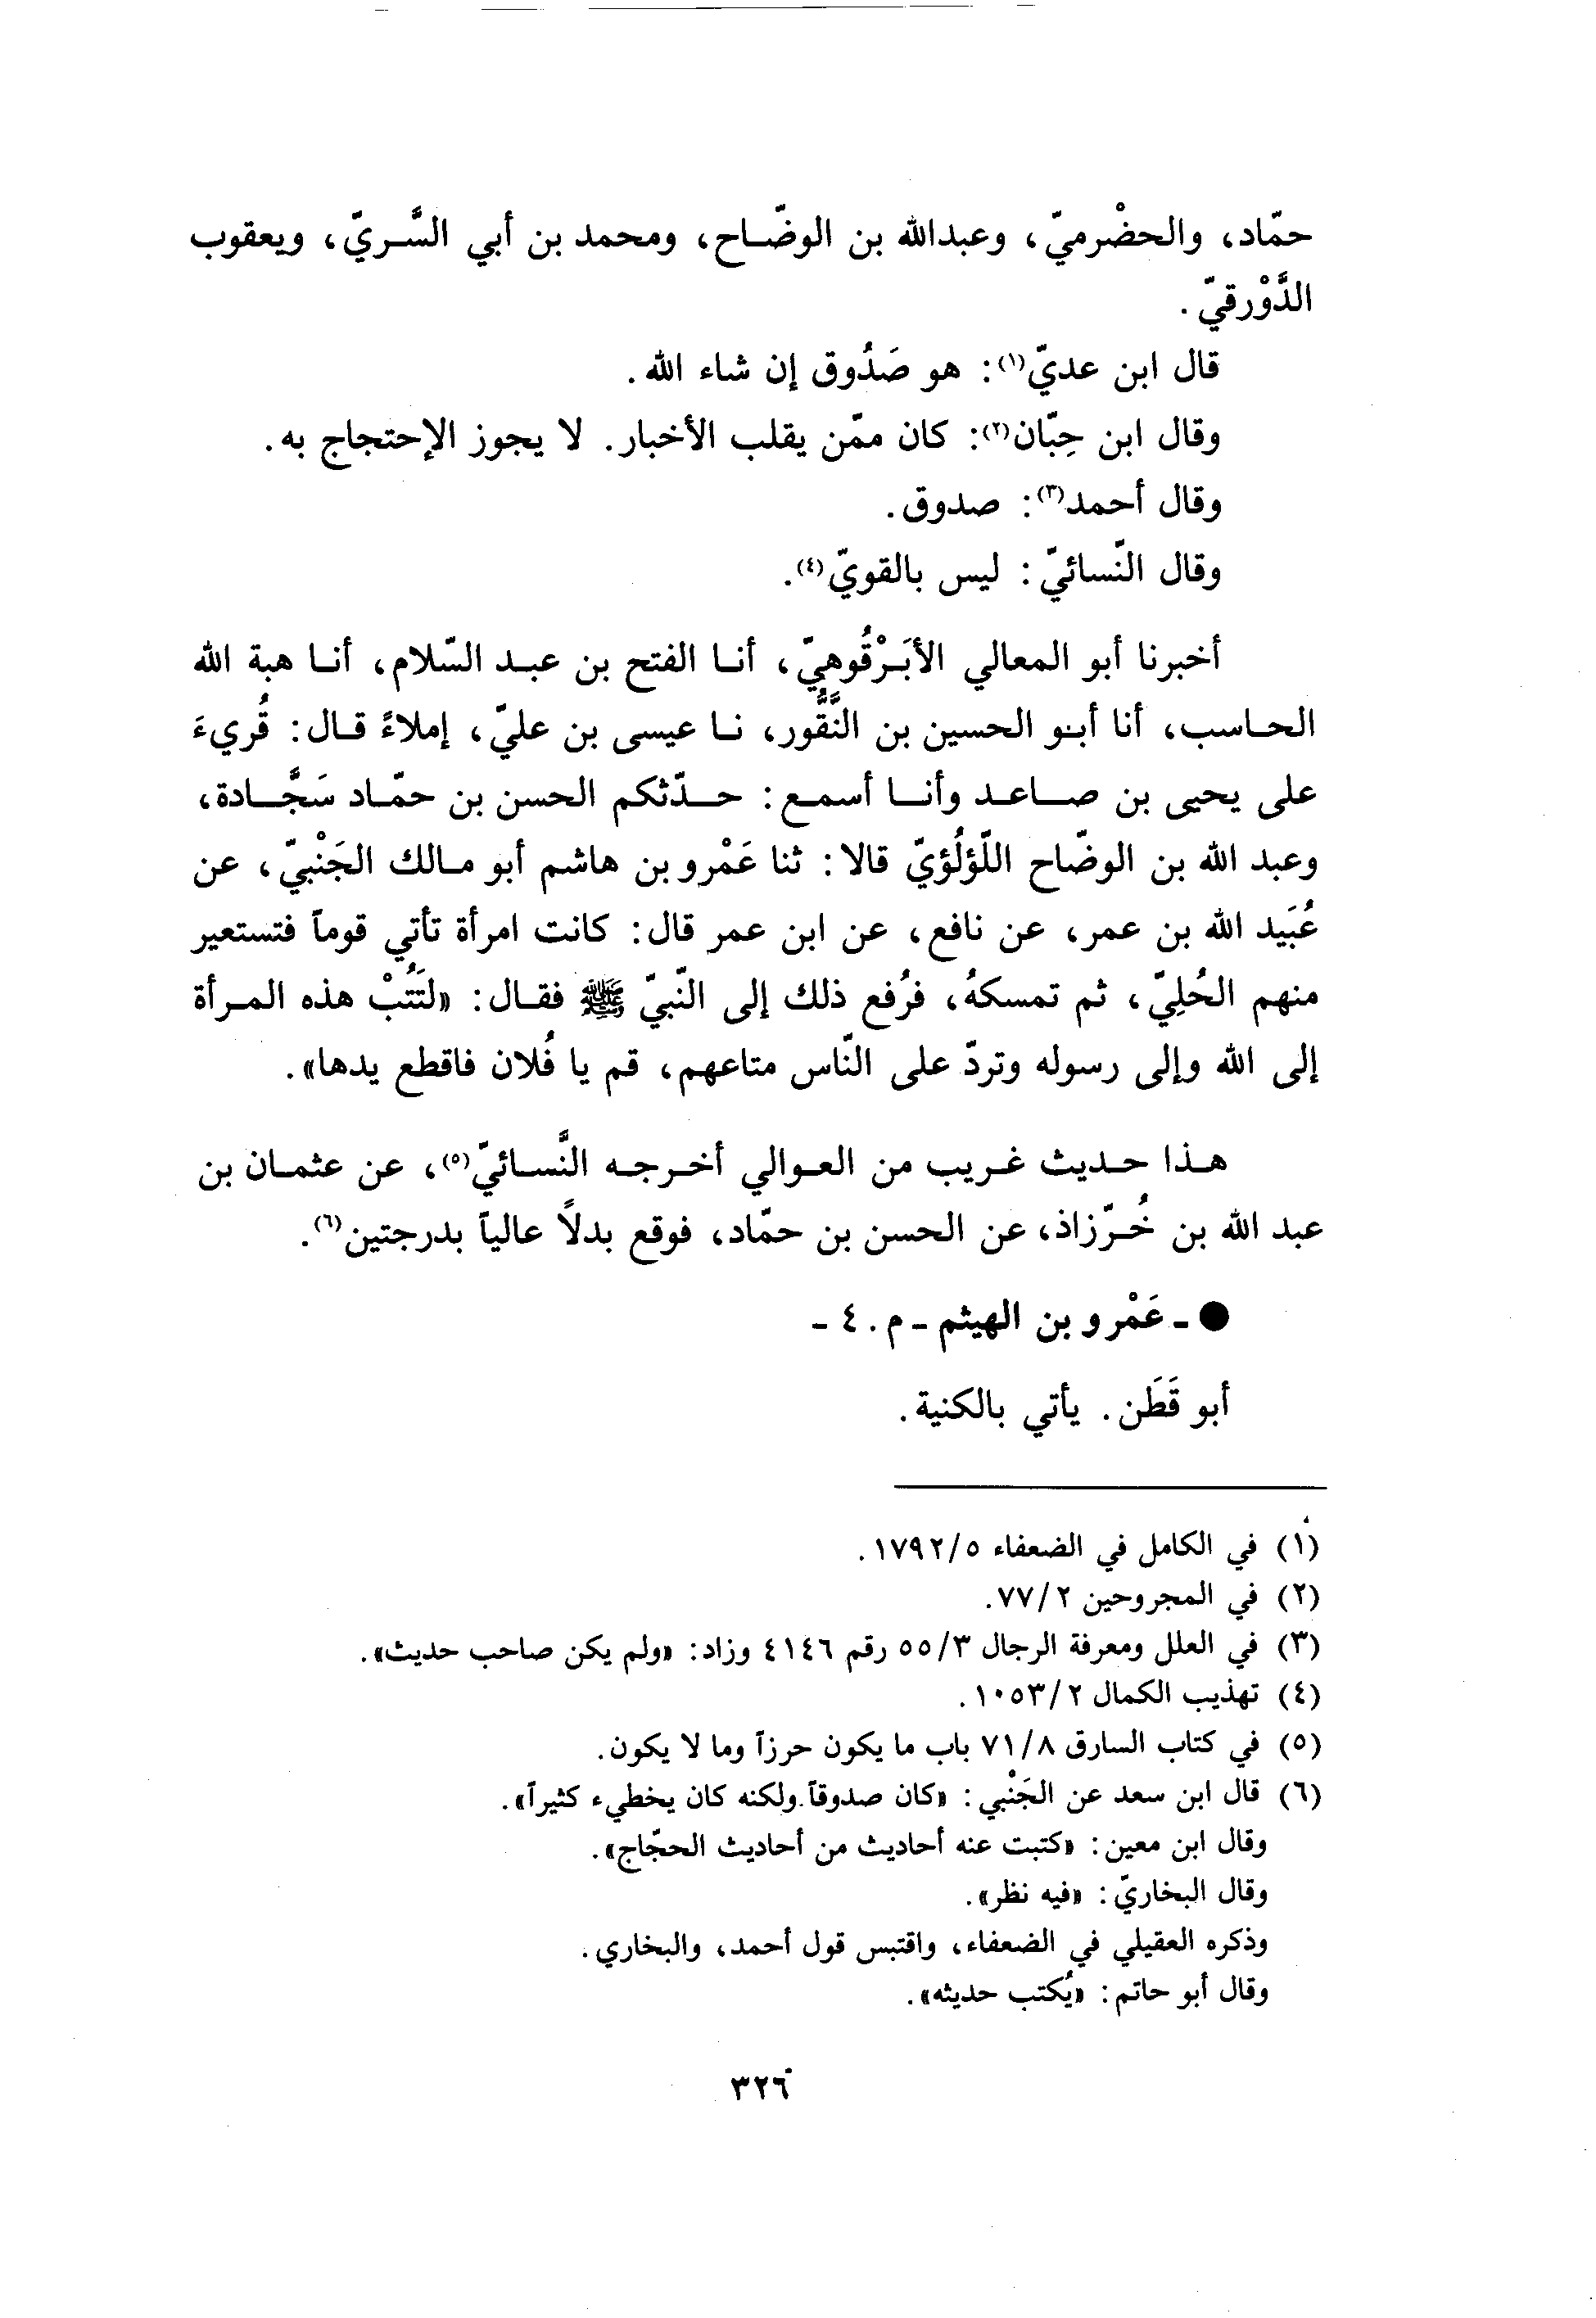 حمّاد، والحضْرميّ، وعبدالله بن الوضّاح، ومحمد بن أبي السَّريّ، ويعقوب
الدَّوْرقيّ.
قال ابن عديّ(١): هو صَدُوق إن شاء الله.
وقال ابن حِبّان(٢): كان ممّن يقلب الأخبار. لا يجوز الإحتجاج به.
وقال أحمد(٣): صدوق.
وقال النّسائيّ: ليس بالقويّ(٤).
أخبرنا أبو المعالي الأبَرْقُوهيّ، أنا الفتح بن عبد السّلام، أنا هبة الله
الحاسب، أنا أبو الحسين بن النَّقُّور، نا عيسى بن عليّ، إملاءً قال: قُريءَ
على يحيى بن صاعد وأنا أسمع: حدّثكم الحسن بن حمّاد سَجَّادة،
وعبد الله بن الوضّاح اللّؤلُؤيّ قالا: ثنا عَمْرو بن هاشم أبو مالك الجَنْبيّ، عن
عُبَيد الله بن عمر، عن نافع، عن ابن عمر قال: كانت امرأة تأتي قوماً فتستعير
منهم الحُلِيّ، ثم تمسكهُ، فرُفع ذلك إلى النّبيّ ﷺ فقال: «لتَتُبْ هذه المرأة
إلى الله وإلى رسوله وتردّ على النّاس متاعهم، قم يا فُلان فاقطع يدها».
هذا حديث غريب من العوالي أخرجه النَّسائيّ(٥)، عن عثمان بن
عبد الله بن خُرّزاذ، عن الحسن بن حمّاد، فوقع بدلاً عالياً بدرجتين(٦).
● ـ عَمْرو بن الهيثم ـ م. ٤ ـ
أبو قَطَن. يأتي بالكنية.
(١) في الكامل في الضعفاء ١٧٩٢/٥.
(٢) في المجروحين ٧٧/٢.
(٣) في العلل ومعرفة الرجال ٥٥/٣ رقم ٤١٤٦ وزاد: «ولم يكن صاحب حديث».
(٤) تهذيب الكمال ١٠٥٣/٢.
(٥) في كتاب السارق ٧١/٨ باب ما يكون حرزاً وما لا يكون.
(٦) قال ابن سعد عن الجَنْبي: «كان صدوقاً ولكنه كان يخطيء كثيراً».
وقال ابن معين: «كتبت عنه أحاديث من أحاديث الحجّاج».
وقال البخاريّ: «فيه نظر».
وذكره العقيلي في الضعفاء، واقتبس قول أحمد، والبخاري.
وقال أبو حاتم: «يُكتب حديثه».
٣٢٦